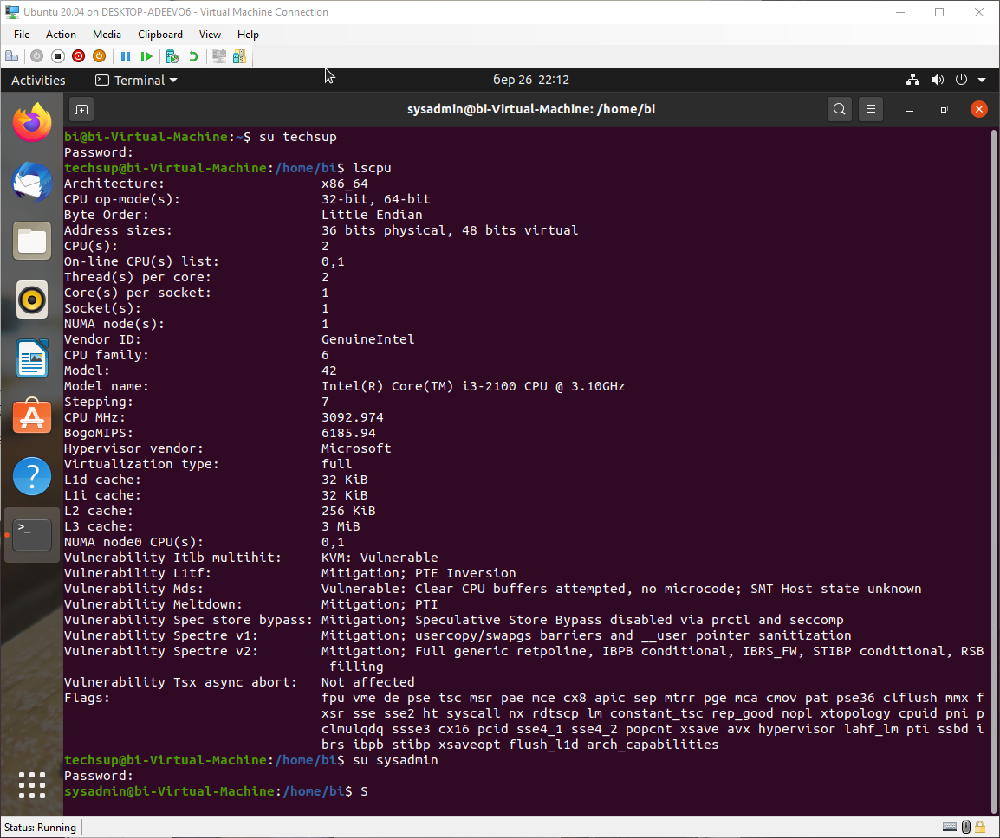 Ubuntu 20.04 on DESKTOP-ADEEVO6 - Virtual Machine Connection
File Action Media Clipboard View Help
Activities Terminal бер 26 22:12
sysadmin@bi-Virtual-Machine: /home/bi
bi@bi-Virtual-Machine:~$ su techsup
Password:
techsup@bi-Virtual-Machine:/home/bi$ lscpu
Architecture: x86_64
CPU op-mode(s): 32-bit, 64-bit
Byte Order: Little Endian
Address sizes: 36 bits physical, 48 bits virtual
CPU(s): 2
On-line CPU(s) list: 0,1
Thread(s) per core: 2
Core(s) per socket: 1
Socket(s): 1
NUMA node(s): 1
Vendor ID: GenuineIntel
CPU family: 6
Model: 42
Model name: Intel(R) Core(TM) i3-2100 CPU @ 3.10GHz
Stepping: 7
CPU MHz: 3092.974
BogoMIPS: 6185.94
Hypervisor vendor: Microsoft
Virtualization type: full
L1d cache: 32 KiB
L1i cache: 32 KiB
L2 cache: 256 KiB
L3 cache: 3 MiB
NUMA node0 CPU(s): 0,1
Vulnerability Itlb multihit: KVM: Vulnerable
Vulnerability L1tf: Mitigation; PTE Inversion
Vulnerability Mds: Vulnerable: Clear CPU buffers attempted, no microcode; SMT Host state unknown
Vulnerability Meltdown: Mitigation; PTI
Vulnerability Spec store bypass: Mitigation; Speculative Store Bypass disabled via prctl and seccomp
Vulnerability Spectre v1: Mitigation; usercopy/swapgs barriers and __user pointer sanitization
Vulnerability Spectre v2: Mitigation; Full generic retpoline, IBPB conditional, IBRS_FW, STIBP conditional, RSB
filling
Vulnerability Tsx async abort: Not affected
Flags: fpu vme de pse tsc msr pae mce cx8 apic sep mtrr pge mca cmov pat pse36 clflush mmx f
xsr sse sse2 ht syscall nx rdtscp lm constant_tsc rep_good nopl xtopology cpuid pni p
clmulqdq ssse3 cx16 pcid sse4_1 sse4_2 popcnt xsave avx hypervisor lahf_lm pti ssbd i
brs ibpb stibp xsaveopt flush_l1d arch_capabilities
techsup@bi-Virtual-Machine:/home/bi$ su sysadmin
Password:
sysadmin@bi-Virtual-Machine:/home/bi$ S
Status: Running